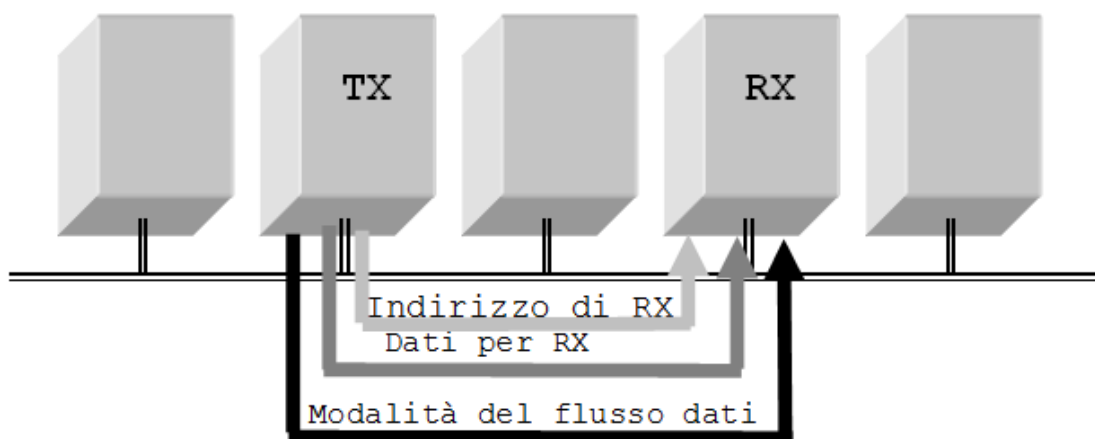 TX
RX
Indirizzo di RX
Dati per RX
Modalità del flusso dati